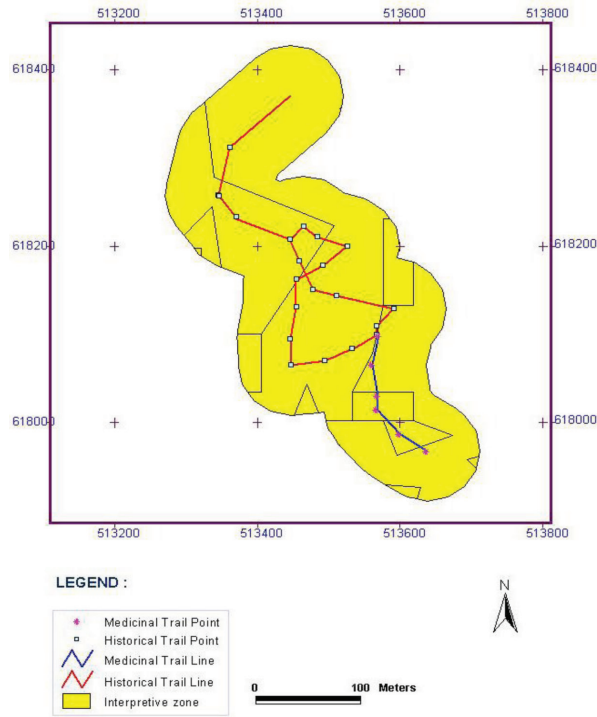 513200 513400 513600 513800
618400 618400
618200 618200
618000 618000
513200 513400 513600 513800
LEGEND :
N
Medicinal Trail Point
Historical Trail Point
Medicinal Trail Line
Historical Trail Line
Interpretive zone
0 100 Meters